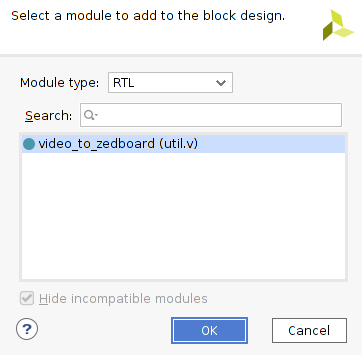 Select a module to add to the block design.
Module type: RTL
Search:
video_to_zedboard (util.v)
Hide incompatible modules
? OK Cancel